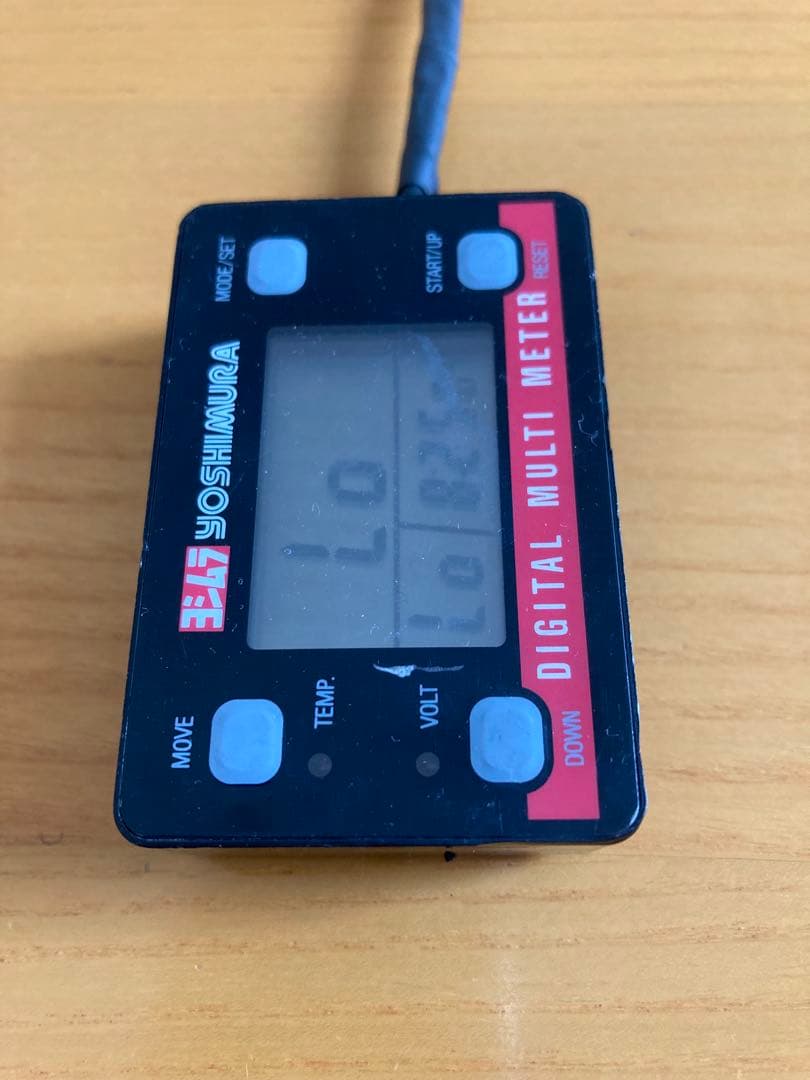 MOVE
ヨシムラ YOSHIMURA
MODE/SET
TEMP.
Lo
VOLT
Lo
START/UP
DOWN
DIGITAL MULTI METER
RESET